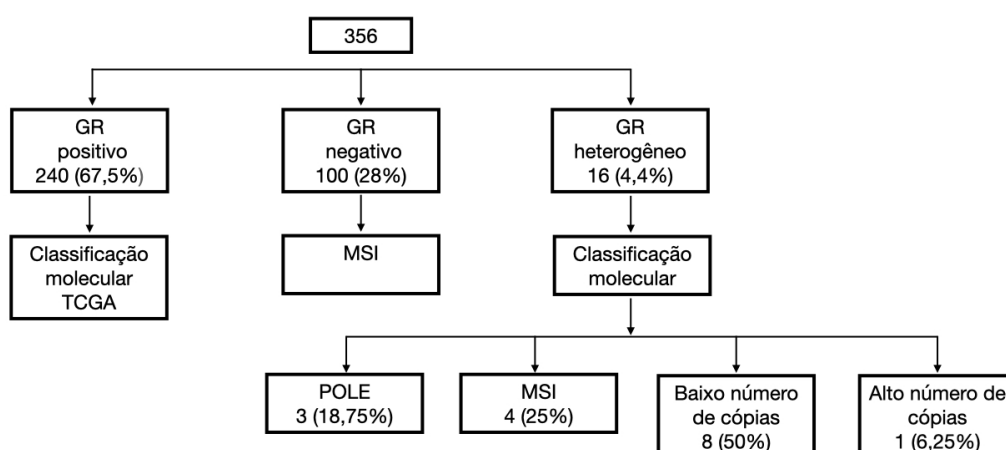 356
GR
positivo
240 (67,5%)
GR
negativo
100 (28%)
GR
heterogêneo
16 (4,4%)
Classificação
molecular
TCGA
MSI
Classificação
molecular
POLE
3 (18,75%)
MSI
4 (25%)
Baixo número
de cópias
8 (50%)
Alto número de
cópias
1 (6,25%)